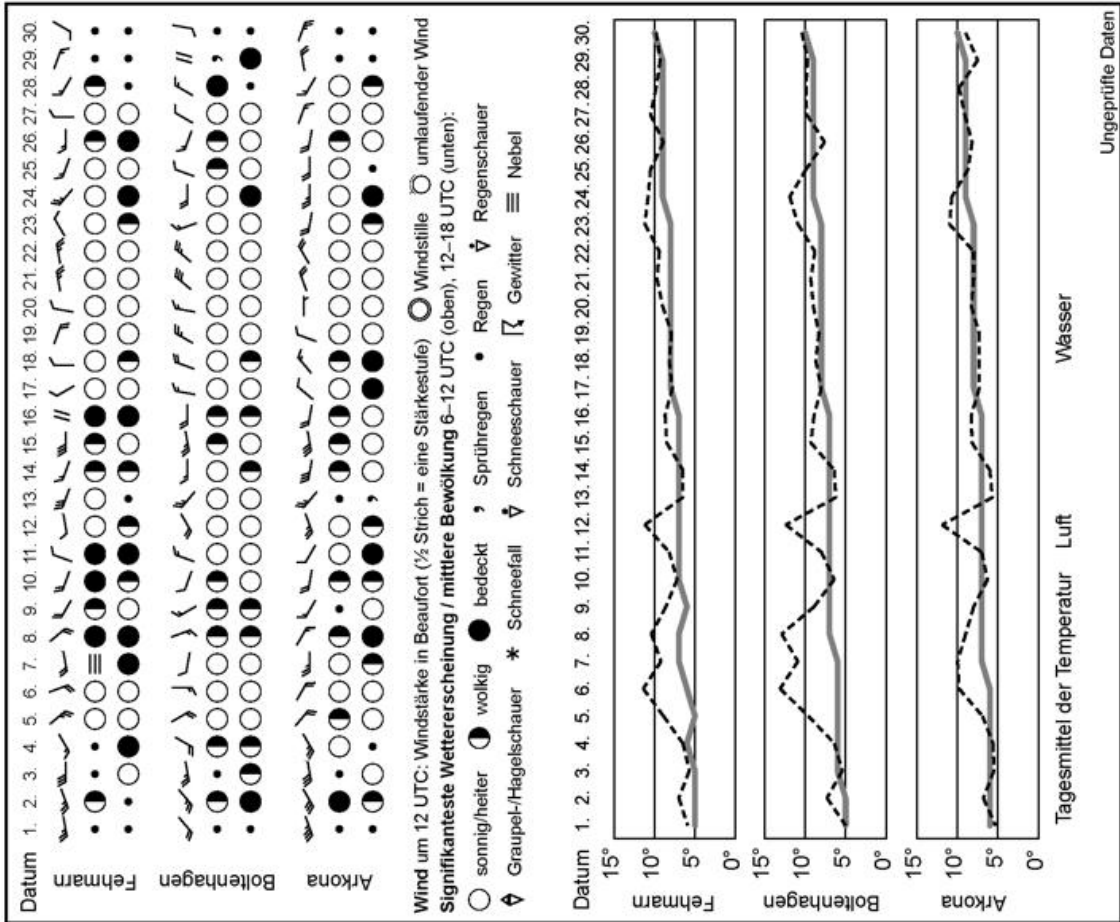 Datum 1. 2. 3. 4. 5. 6. 7. 8. 9. 10. 11. 12. 13. 14. 15. 16. 17. 18. 19. 20. 21. 22. 23. 24. 25. 26. 27. 28. 29. 30.
Fehmarn
Boltenhagen
Arkona
Wind um 12 UTC: Windstärke in Beaufort (½ Strich = eine Stärkestufe) Windstille umlaufender Wind
Signifikanteste Wettererscheinung / mittlere Bewölkung 6–12 UTC (oben), 12–18 UTC (unten):
sonnig/heiter wolkig bedeckt Sprühregen Regen Regenschauer
Graupel-/Hagelschauer Schneefall Schneeschauer Gewitter Nebel
Datum 1. 2. 3. 4. 5. 6. 7. 8. 9. 10. 11. 12. 13. 14. 15. 16. 17. 18. 19. 20. 21. 22. 23. 24. 25. 26. 27. 28. 29. 30.
Fehmarn
15°
10°
5°
0°
Boltenhagen
15°
10°
5°
0°
Arkona
15°
10°
5°
0°
Tagesmittel der Temperatur Luft Wasser
Ungeprüfte Daten